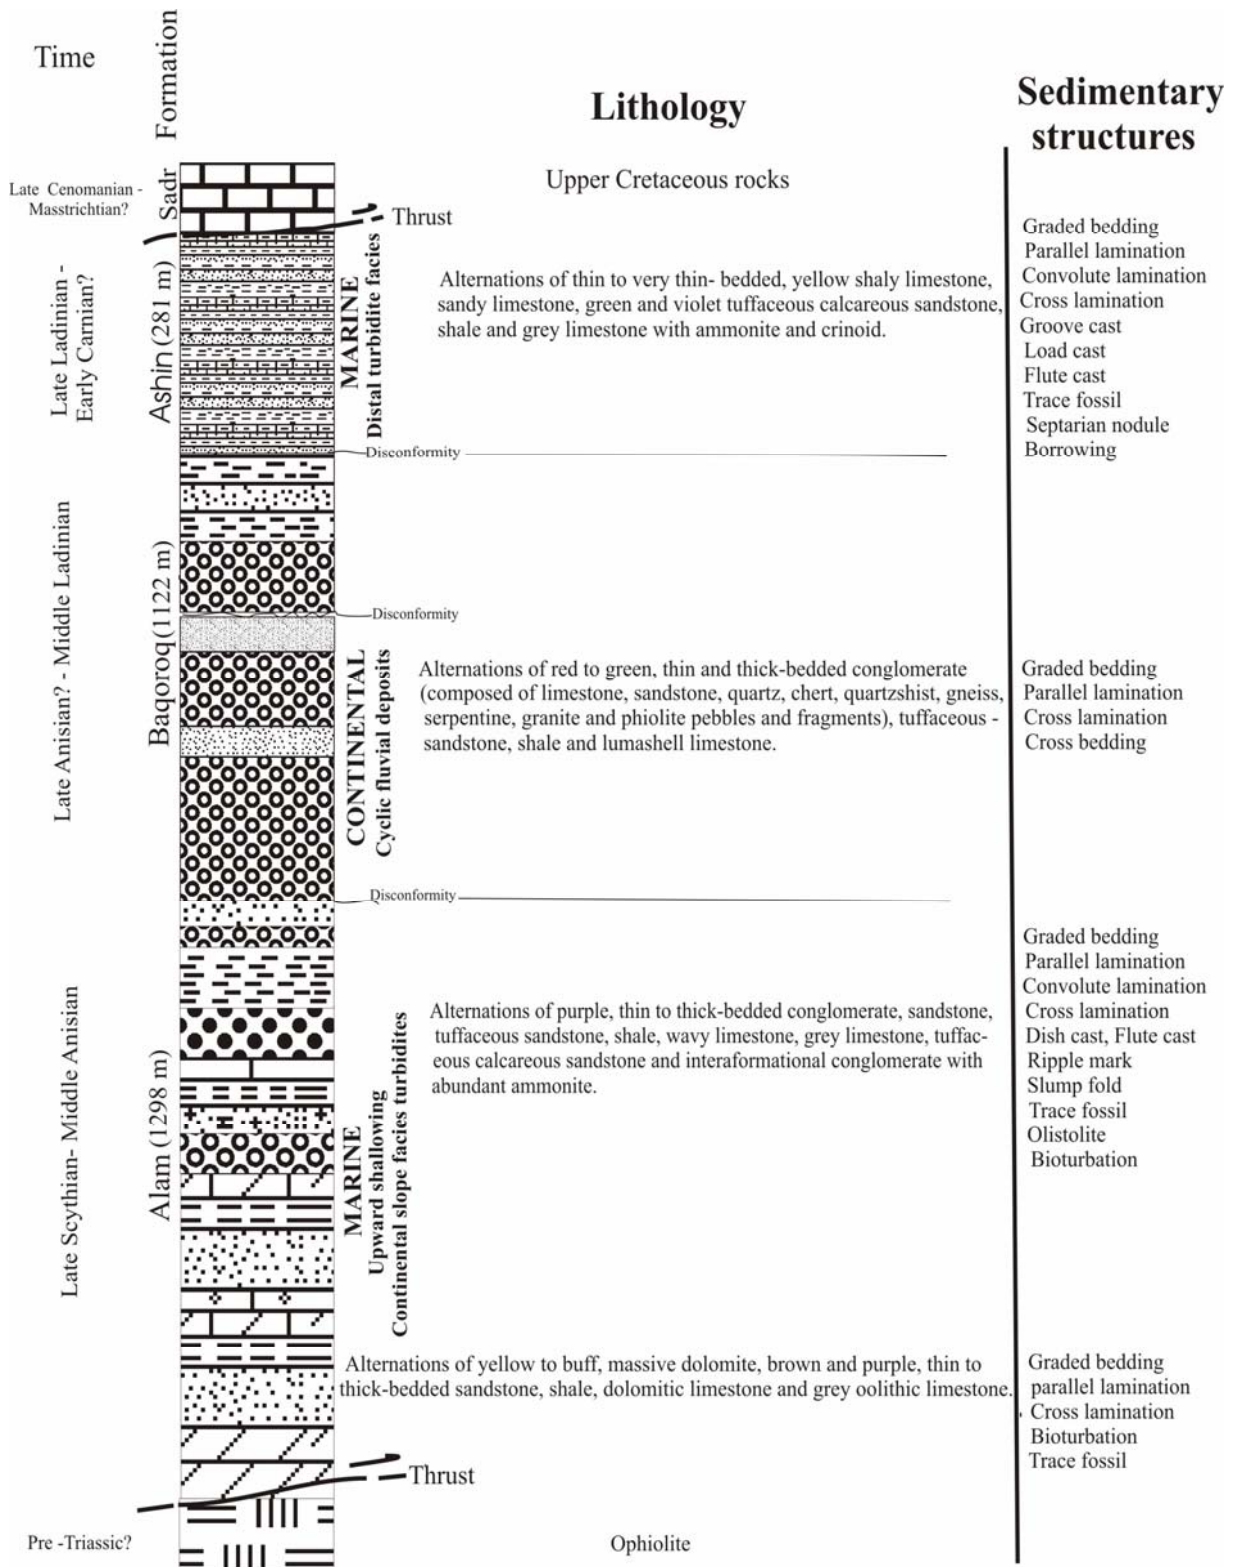 Time
Formation
Lithology
Sedimentary
structures
Late Cenomanian -
Masstrichtian?
Sadr
Upper Cretaceous rocks
Thrust
Late Ladinian -
Early Carnian?
Ashin (281 m)
MARINE
Distal turbidite facies
Alternations of thin to very thin- bedded, yellow shaly limestone,
sandy limestone, green and violet tuffaceous calcareous sandstone,
shale and grey limestone with ammonite and crinoid.
Graded bedding
Parallel lamination
Convolute lamination
Cross lamination
Groove cast
Load cast
Flute cast
Trace fossil
Septarian nodule
Borrowing
Disconformity
Late Anisian? - Middle Ladinian
Baqoroq (1122 m)
Disconformity
CONTINENTAL
Cyclic fluvial deposits
Alternations of red to green, thin and thick-bedded conglomerate
(composed of limestone, sandstone, quartz, chert, quartzshist, gneiss,
serpentine, granite and phiolite pebbles and fragments), tuffaceous -
sandstone, shale and lumashell limestone.
Graded bedding
Parallel lamination
Cross lamination
Cross bedding
Disconformity
Late Scythian- Middle Anisian
Alam (1298 m)
MARINE
Upward shallowing
Continental slope facies turbidites
Alternations of purple, thin to thick-bedded conglomerate, sandstone,
tuffaceous sandstone, shale, wavy limestone, grey limestone, tuffac-
eous calcareous sandstone and interaformational conglomerate with
abundant ammonite.
Graded bedding
Parallel lamination
Convolute lamination
Cross lamination
Dish cast, Flute cast
Ripple mark
Slump fold
Trace fossil
Olistolite
Bioturbation
Alternations of yellow to buff, massive dolomite, brown and purple, thin to
thick-bedded sandstone, shale, dolomitic limestone and grey oolithic limestone.
Graded bedding
parallel lamination
Cross lamination
Bioturbation
Trace fossil
Thrust
Pre -Triassic?
Ophiolite